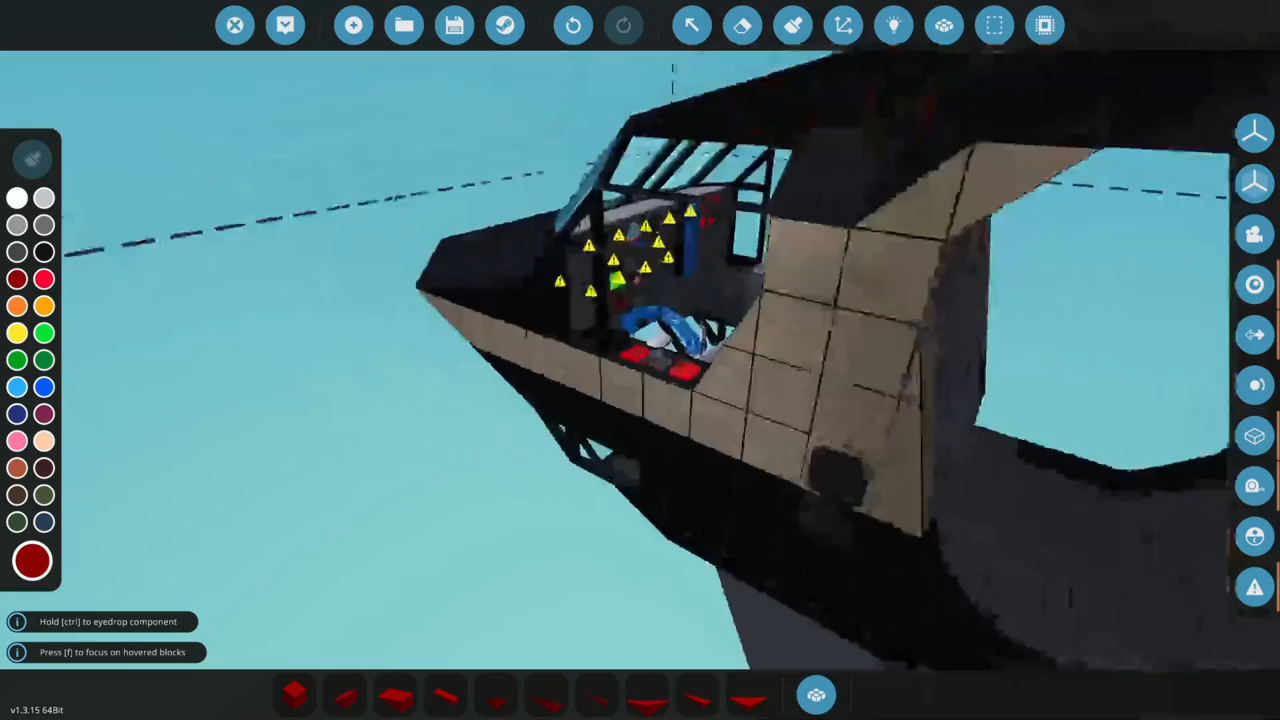 Hold [ctrl] to eyedrop component
Press [f] to focus on hovered blocks
v1.3.15 64Bit